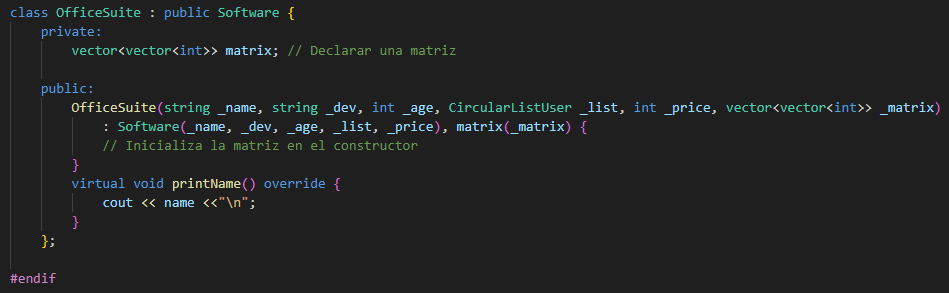 class OfficeSuite : public Software {
    private:
        vector<vector<int>> matrix; // Declarar una matriz

    public:
        OfficeSuite(string _name, string _dev, int _age, CircularListUser _list, int _price, vector<vector<int>> _matrix)
            : Software(_name, _dev, _age, _list, _price), matrix(_matrix) {
            // Inicializa la matriz en el constructor
        }
        virtual void printName() override {
            cout << name <<"\n";
        }
    };

#endif